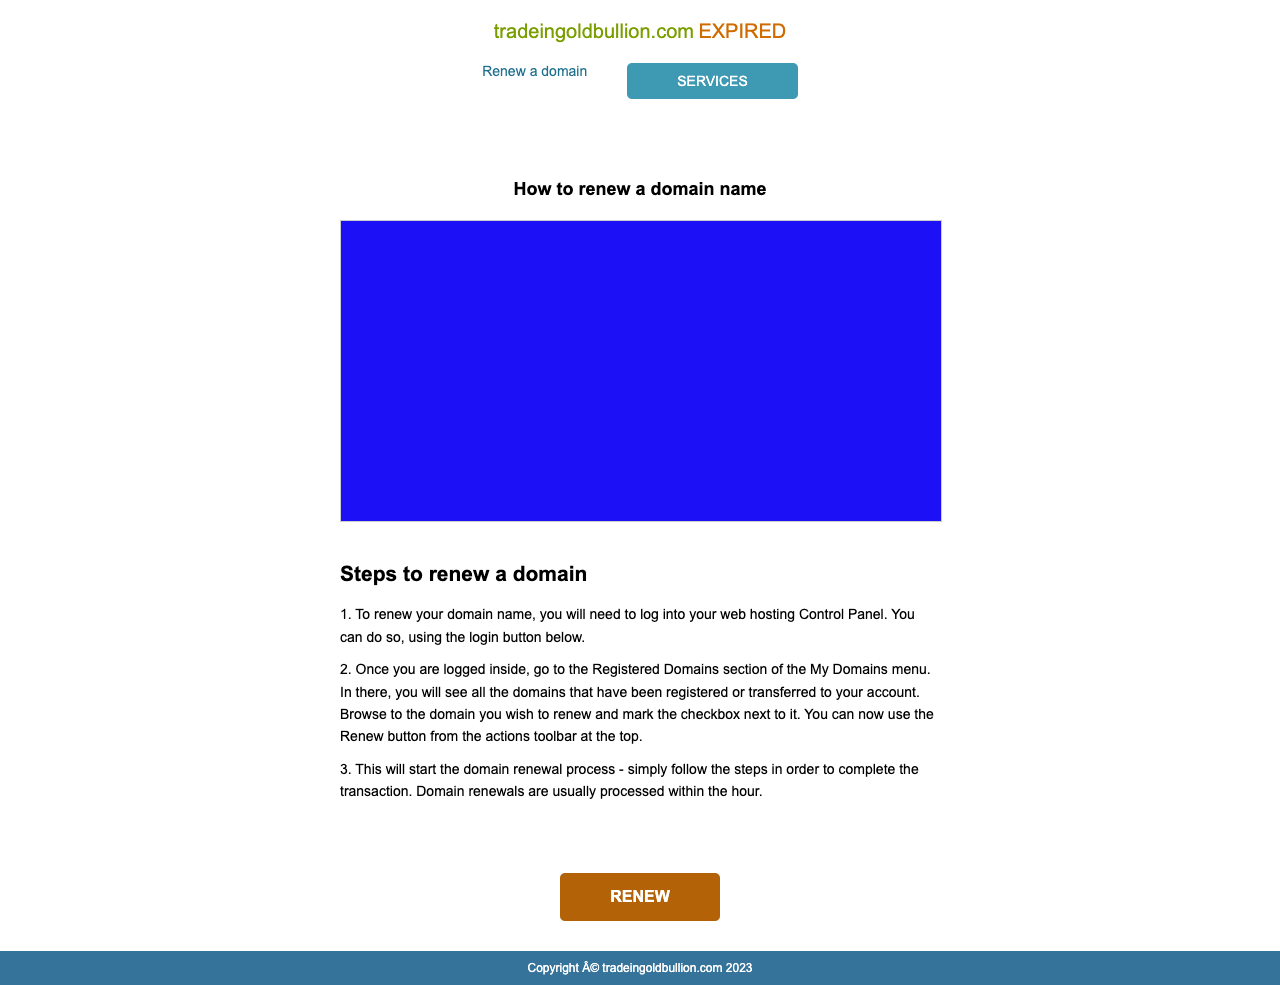 tradeingoldbullion.com EXPIRED
Renew a domain
SERVICES
How to renew a domain name
Steps to renew a domain
1. To renew your domain name, you will need to log into your web hosting Control Panel. You
can do so, using the login button below.
2. Once you are logged inside, go to the Registered Domains section of the My Domains menu.
In there, you will see all the domains that have been registered or transferred to your account.
Browse to the domain you wish to renew and mark the checkbox next to it. You can now use the
Renew button from the actions toolbar at the top.
3. This will start the domain renewal process - simply follow the steps in order to complete the
transaction. Domain renewals are usually processed within the hour.
RENEW
Copyright Â© tradeingoldbullion.com 2023